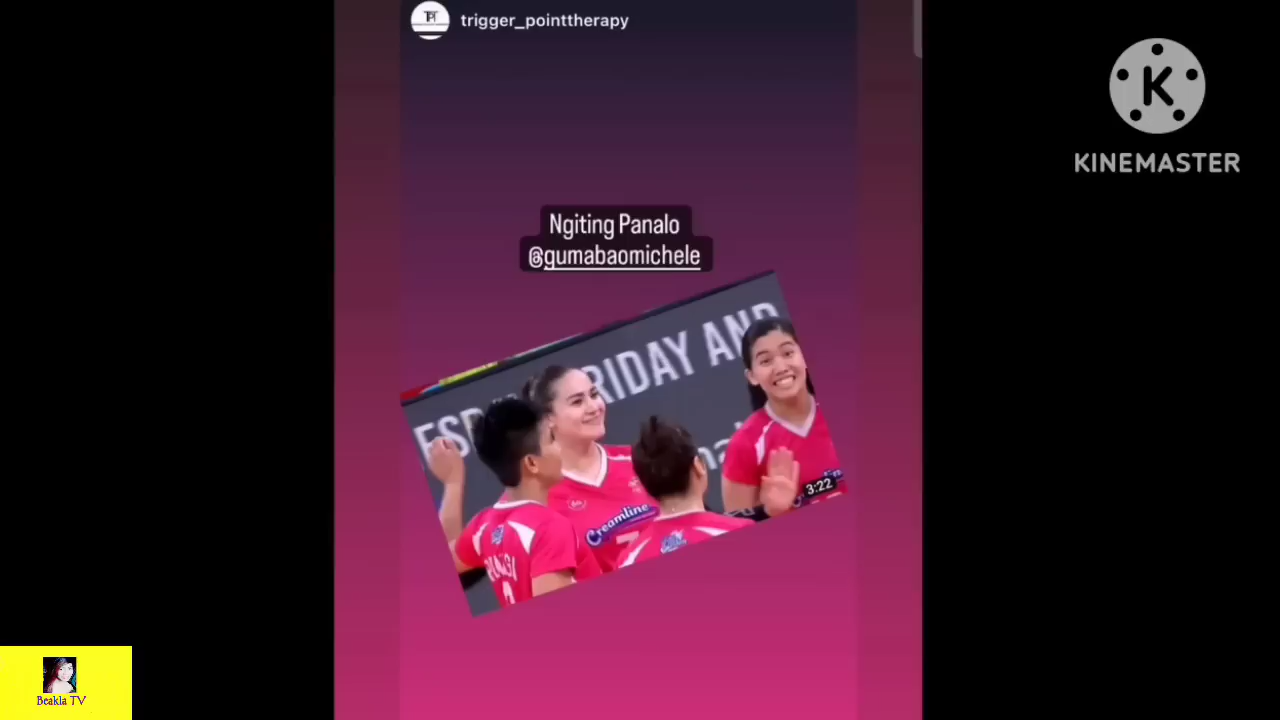 trigger_pointtherapy
KINEMASTER
Ngiting Panalo
@gumabaomichele
RIDAY AND
Creamline
3:22
Beakla TV